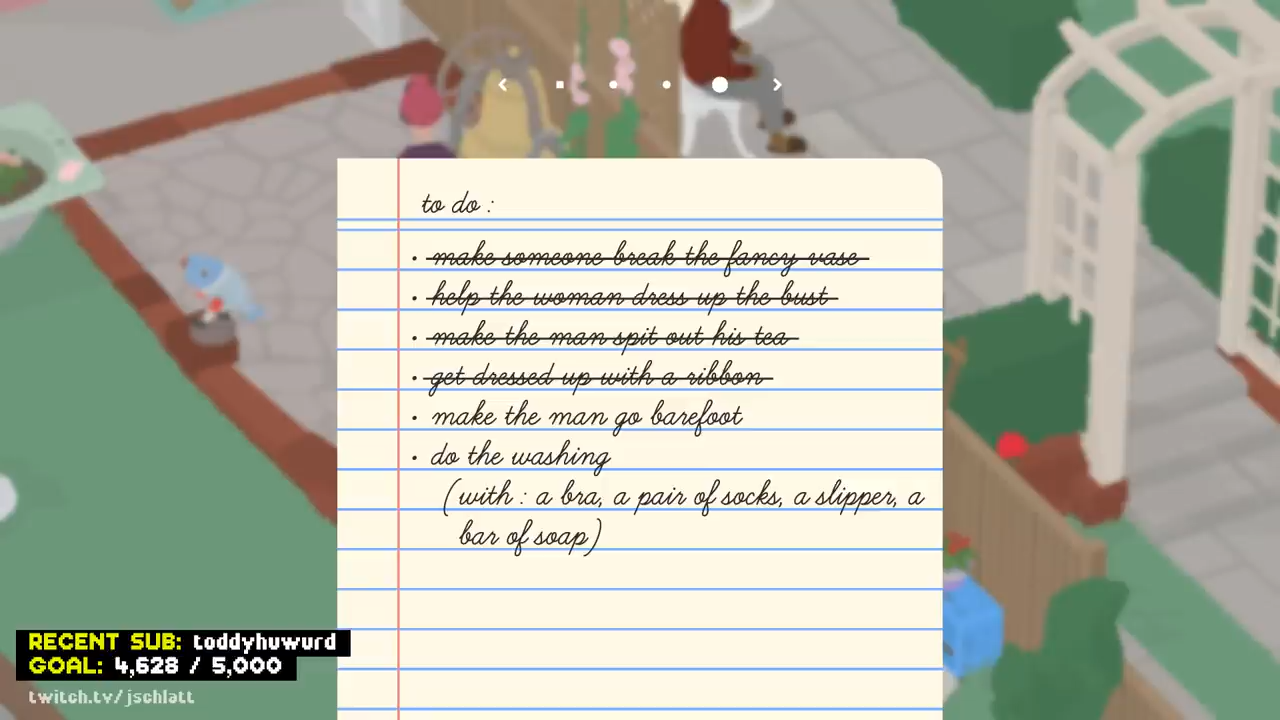 to do :
• make someone break the fancy vase
• help the woman dress up the bust
• make the man spit out his tea
• get dressed up with a ribbon
• make the man go barefoot
• do the washing
(with : a bra, a pair of socks, a slipper, a
bar of soap)
RECENT SUB: toddyhuwurd
GOAL: 4,628 / 5,000
twitch.tv/jschlatt